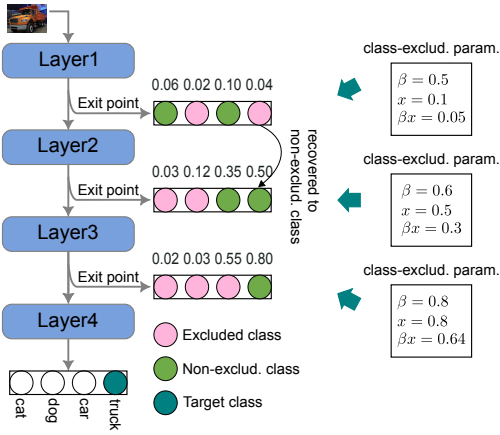 Layer1
class-exclud. param.
0.06 0.02 0.10 0.04
Exit point
β = 0.5
x = 0.1
βx = 0.05
Layer2
recovered to
non-exclud. class
class-exclud. param.
0.03 0.12 0.35 0.50
Exit point
β = 0.6
x = 0.5
βx = 0.3
Layer3
class-exclud. param.
0.02 0.03 0.55 0.80
Exit point
β = 0.8
x = 0.8
βx = 0.64
Layer4
Excluded class
Non-exclud. class
Target class
cat
dog
car
truck